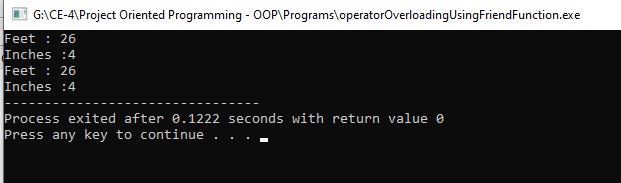 G:\CE-4\Project Oriented Programming - OOP\Programs\operatorOverloadingUsingFriendFunction.exe
Feet : 26
Inches :4
Feet : 26
Inches :4
--------------------------------
Process exited after 0.1222 seconds with return value 0
Press any key to continue . . .